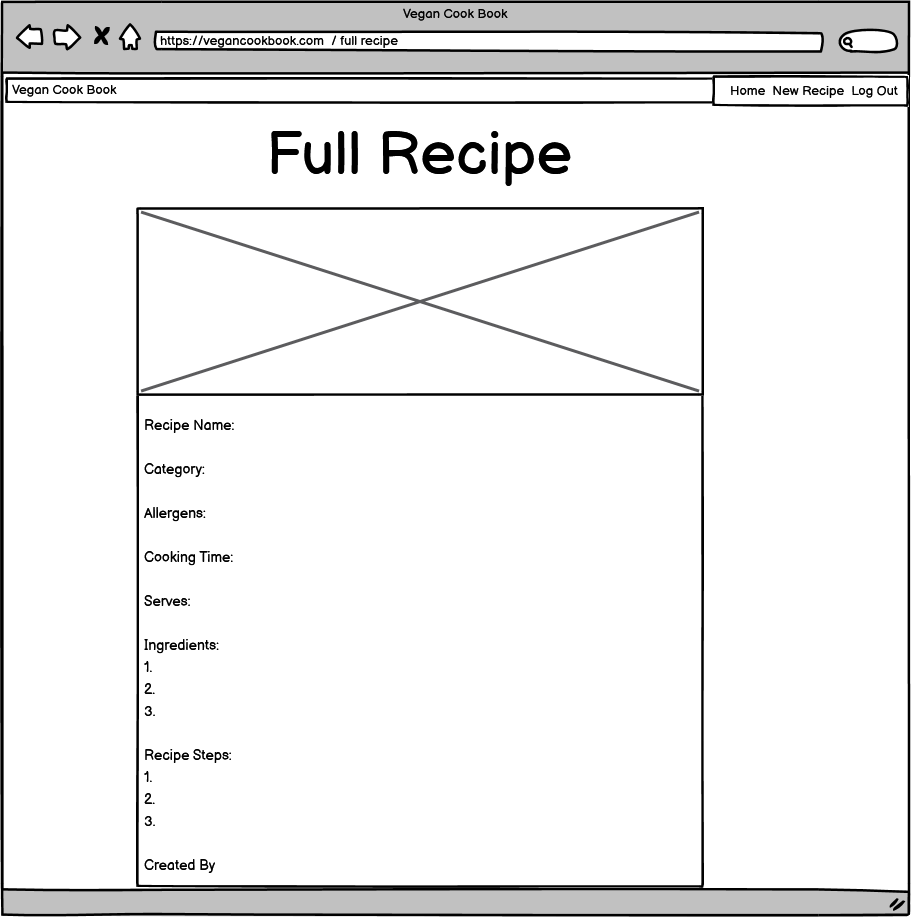 Vegan Cook Book
https://vegancookbook.com / full recipe
Vegan Cook Book
Home New Recipe Log Out
Full Recipe
Recipe Name:
Category:
Allergens:
Cooking Time:
Serves:
Ingredients:
1.
2.
3.
Recipe Steps:
1.
2.
3.
Created By